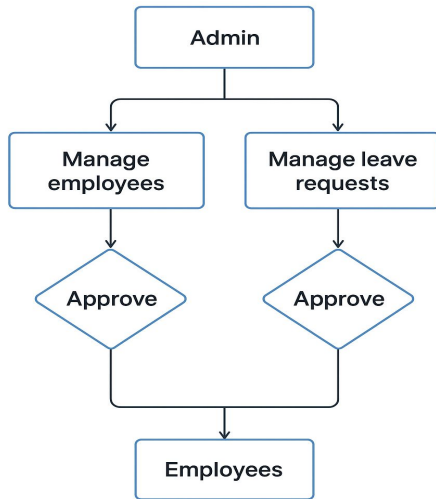 Admin
Manage
employees
Manage leave
requests
Approve
Approve
Employees